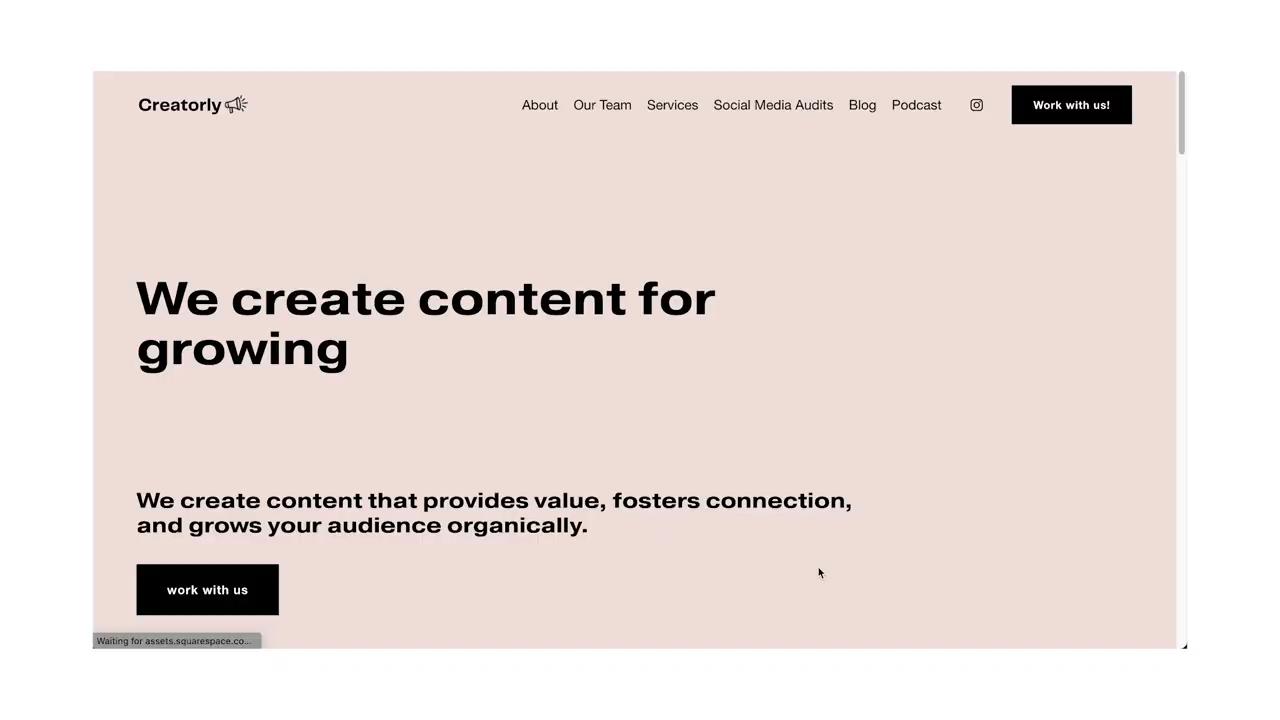 Creatorly
About Our Team Services Social Media Audits Blog Podcast Work with us!
We create content for
growing
We create content that provides value, fosters connection,
and grows your audience organically.
work with us
Waiting for assets.squarespace.co...